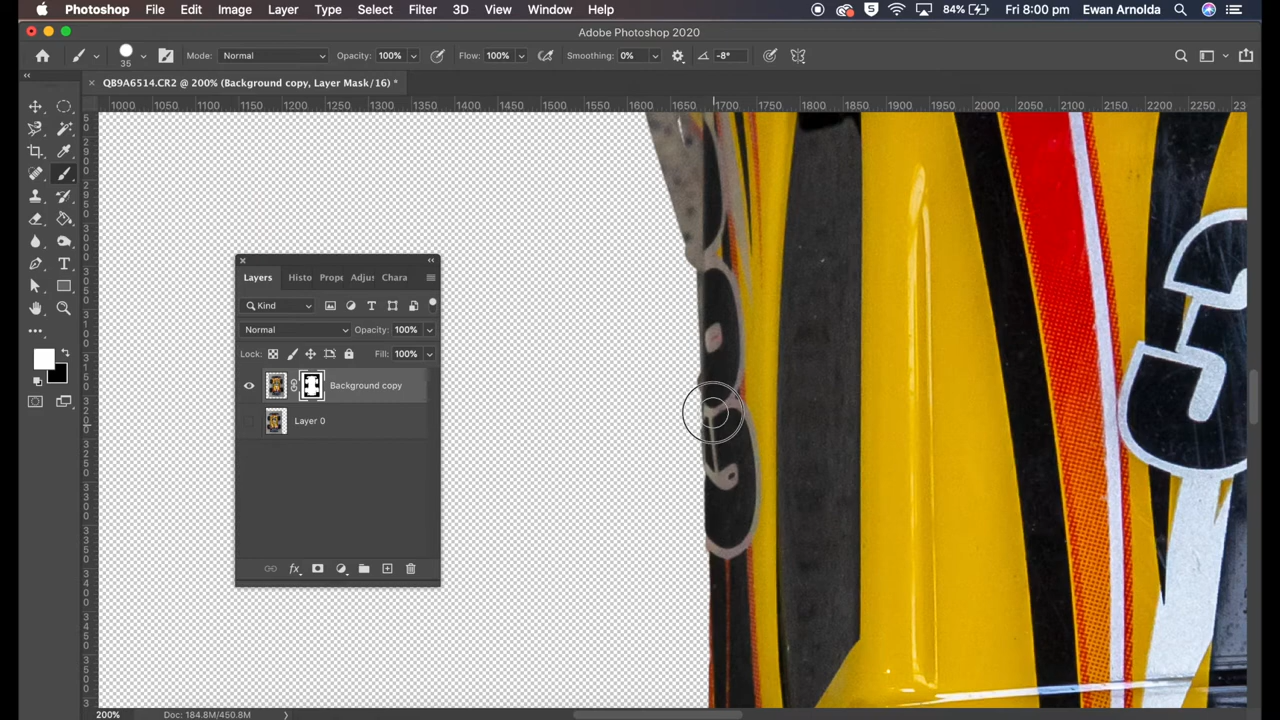 Photoshop File Edit Image Layer Type Select Filter 3D View Window Help 84% Fri 8:00 pm Ewan Arnolda
Adobe Photoshop 2020
35 Mode: Normal Opacity: 100% Flow: 100% Smoothing: 0% -8°
QB9A6514.CR2 @ 200% (Background copy, Layer Mask/16) *
1000 1050 1100 1150 1200 1250 1300 1350 1400 1450 1500 1550 1600 1650 1700 1750 1800 1850 1900 1950 2000 2050 2100 2150 2200 2250 23
Layers Histo Prope Adjus Chara
Kind
Normal Opacity: 100%
Lock: Fill: 100%
Background copy
Layer 0
200% Doc: 184.8M/450.8M